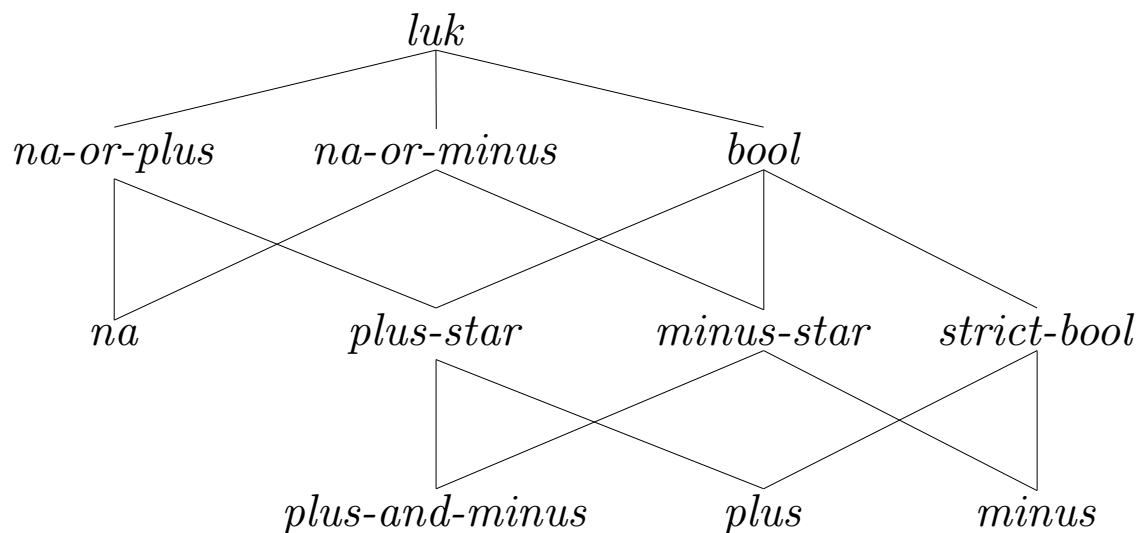 luk
na-or-plus na-or-minus bool
na plus-star minus-star strict-bool
plus-and-minus plus minus